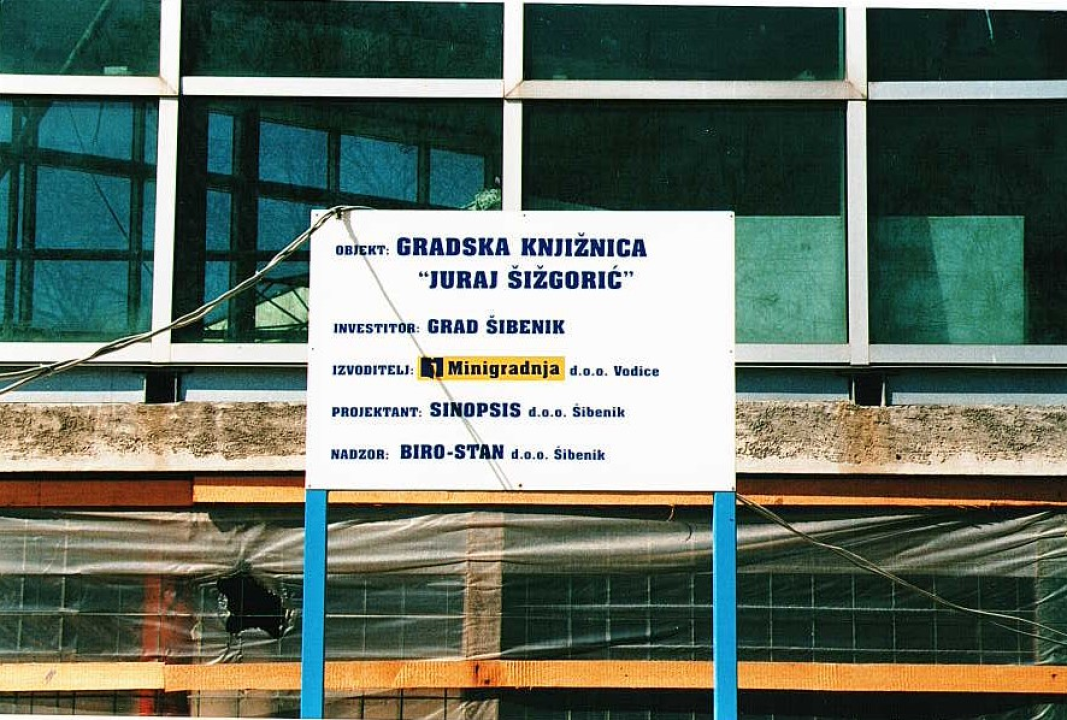 OBJEKT: GRADSKA KNJIŽNICA
“JURAJ ŠIŽGORIĆ”
INVESTITOR: GRAD ŠIBENIK
IZVODITELJ: Minigradnja d.o.o. Vodice
PROJEKTANT: SINOPSIS d.o.o. Šibenik
NADZOR: BIRO-STAN d.o.o. Šibenik